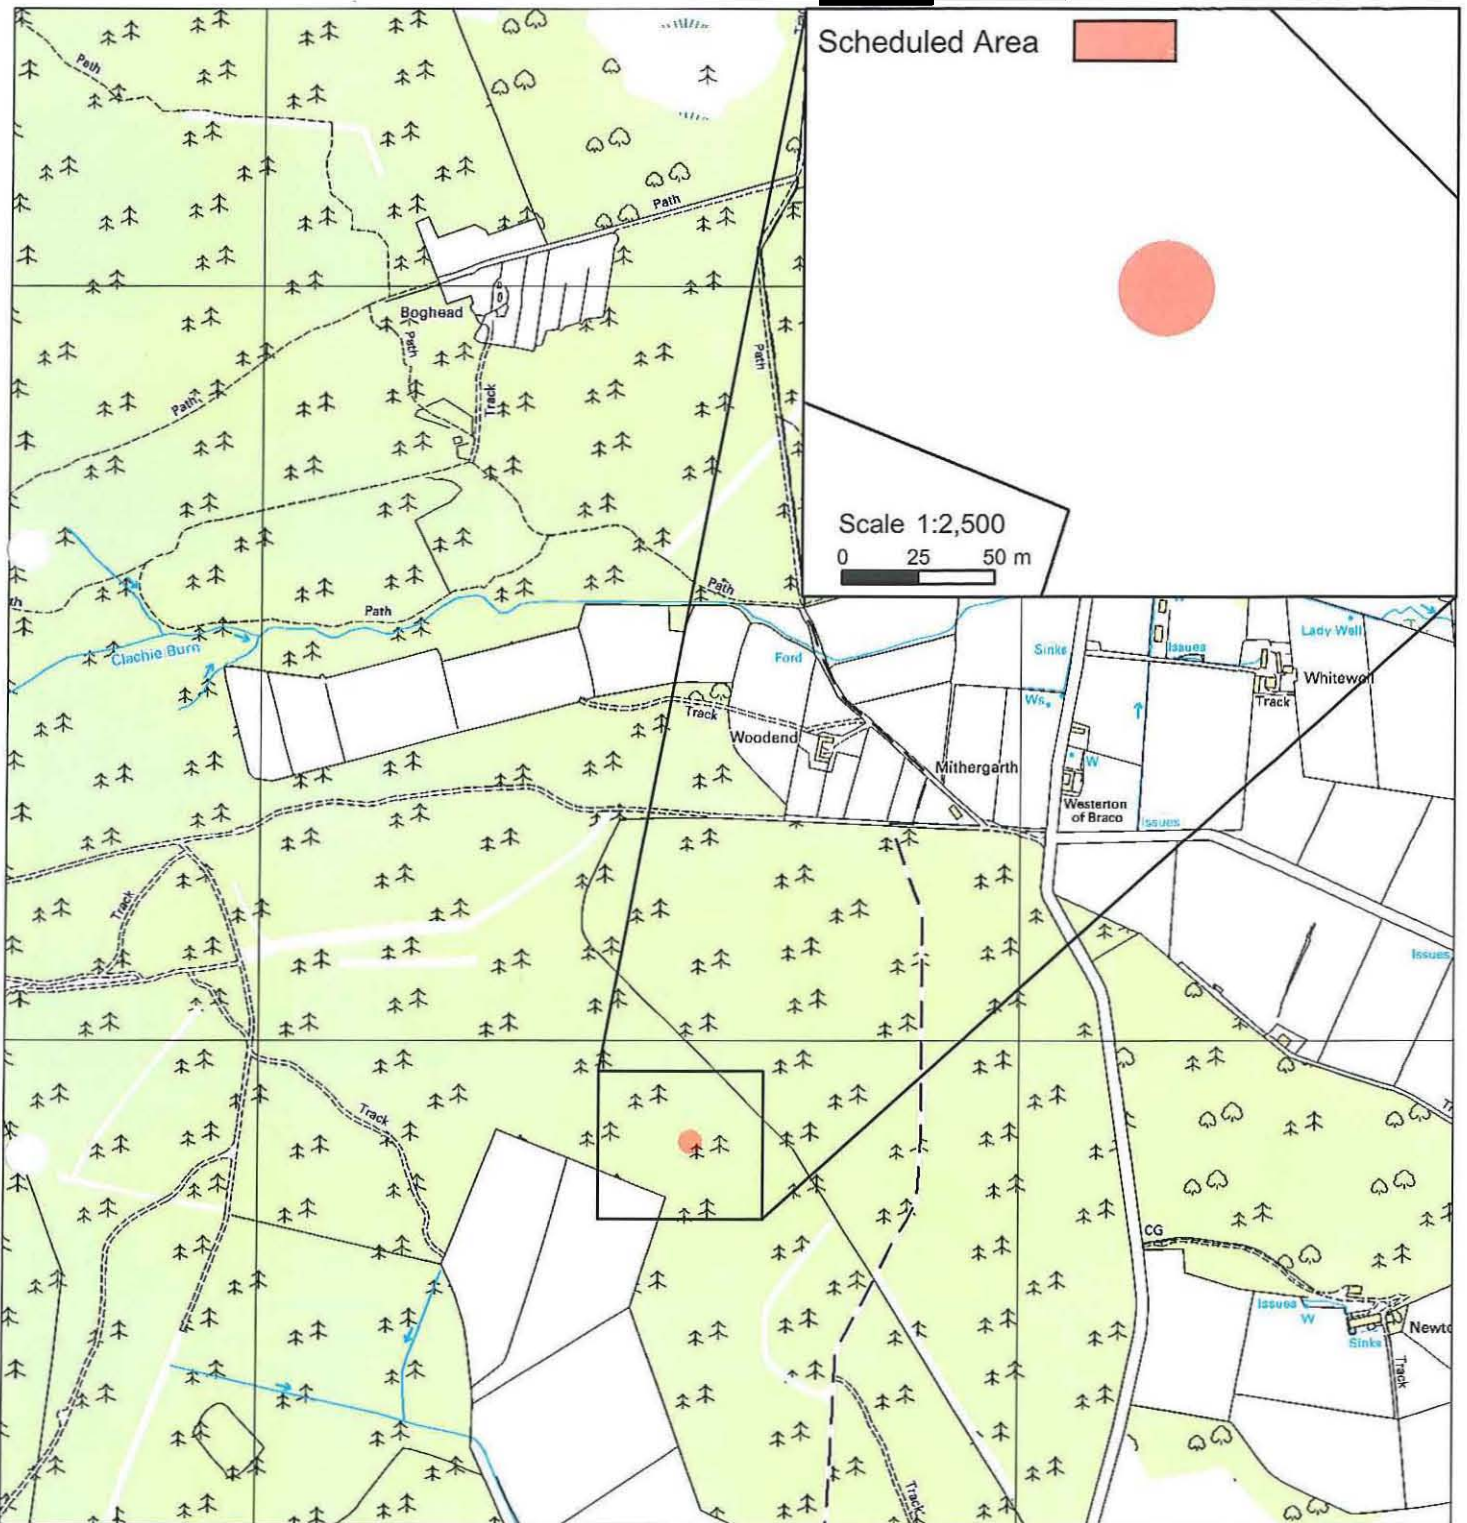 Scheduled Area
Path
Path
Boghead
Path
Path
Track
Path
Scale 1:2,500
0 25 50 m
Path
th
Path
Clachie Burn
Ford
Sinks
Issues
Lady Well
Whitewell
Track
Ws.
Track
Woodend
W
Mithergarth
Westerton
of Braco
Issues
Track
Issues
Track
CG
Issues
W
Sinks
Newto
Track
Track